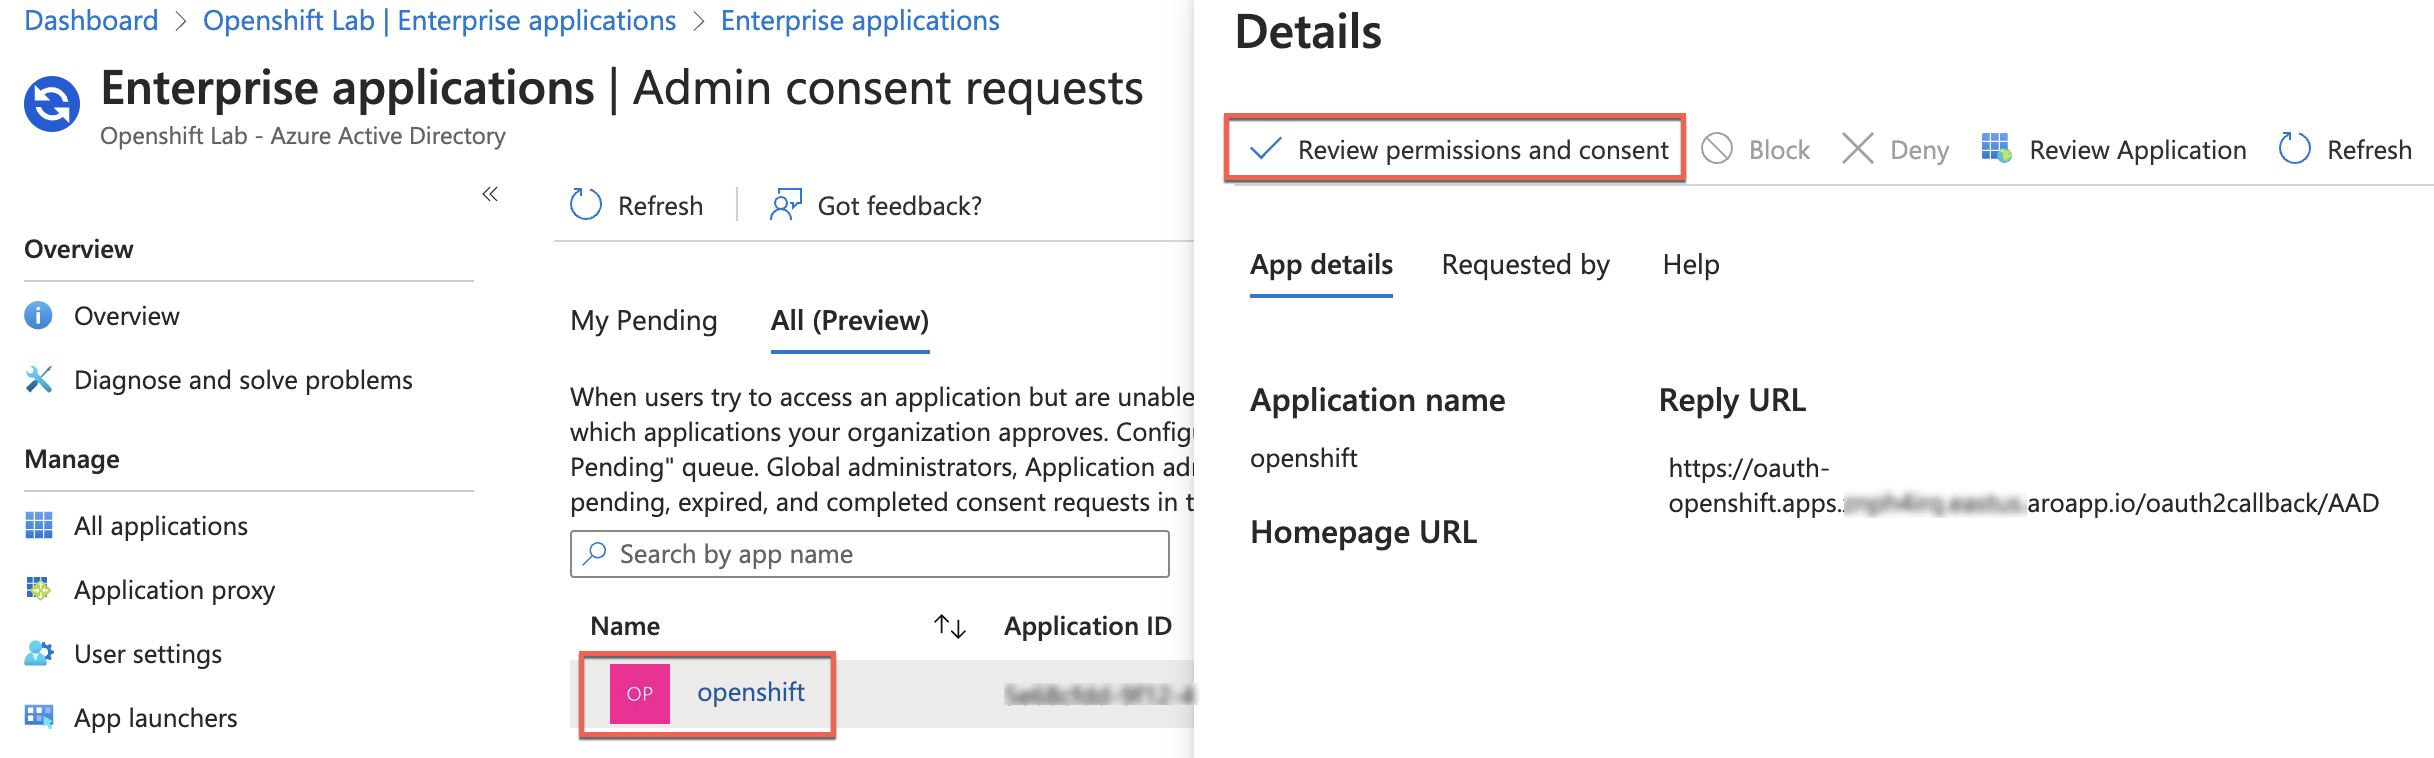 Dashboard > Openshift Lab | Enterprise applications > Enterprise applications
Enterprise applications | Admin consent requests
Openshift Lab - Azure Active Directory
«
Overview
Overview
Diagnose and solve problems
Manage
All applications
Application proxy
User settings
App launchers
Refresh
Got feedback?
My Pending
All (Preview)
When users try to access an application but are unable
which applications your organization approves. Configu
Pending" queue. Global administrators, Application adm
pending, expired, and completed consent requests in t
Search by app name
Name
Application ID
OP
openshift
Details
Review permissions and consent
Block
Deny
Review Application
Refresh
App details
Requested by
Help
Application name
openshift
Homepage URL
Reply URL
https://oauth-
openshift.apps. aroapp.io/oauth2callback/AAD